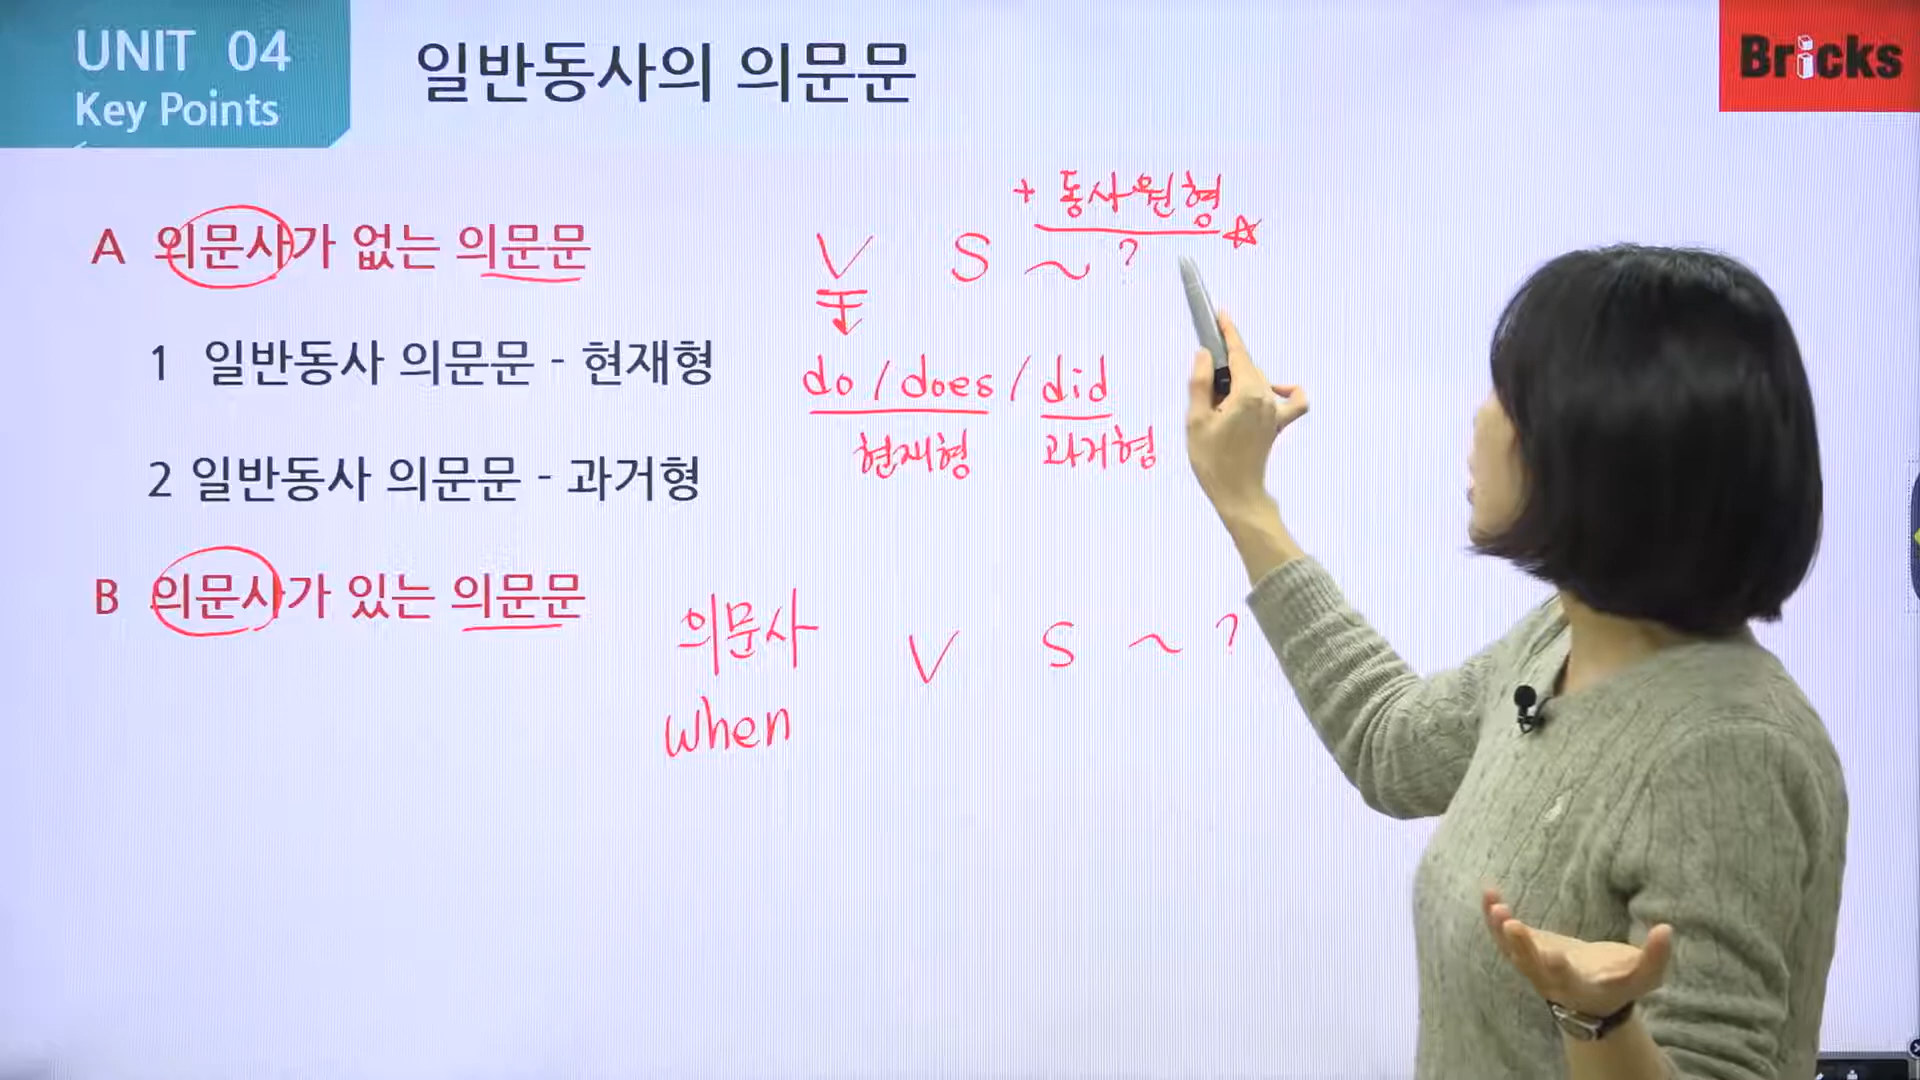 UNIT 04
Key Points
일반동사의 의문문
Bricks
A 의문사가 없는 의문문
V S ~ ?
+ 동사원형
1 일반동사 의문문 - 현재형
do / does / did
현재형 과거형
2 일반동사 의문문 - 과거형
B 의문사가 있는 의문문
의문사 V S ~ ?
when